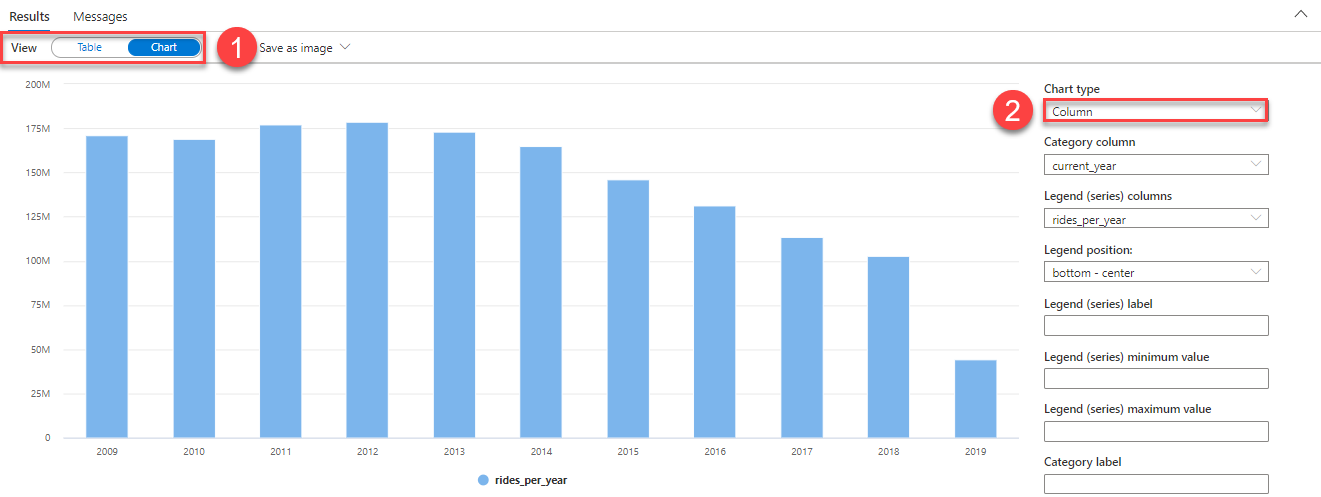 Results Messages
View Table Chart 1 Save as image
200M
175M
150M
125M
100M
75M
50M
25M
0
2009 2010 2011 2012 2013 2014 2015 2016 2017 2018 2019
rides_per_year
Chart type
2 Column
Category column
current_year
Legend (series) columns
rides_per_year
Legend position:
bottom - center
Legend (series) label
Legend (series) minimum value
Legend (series) maximum value
Category label